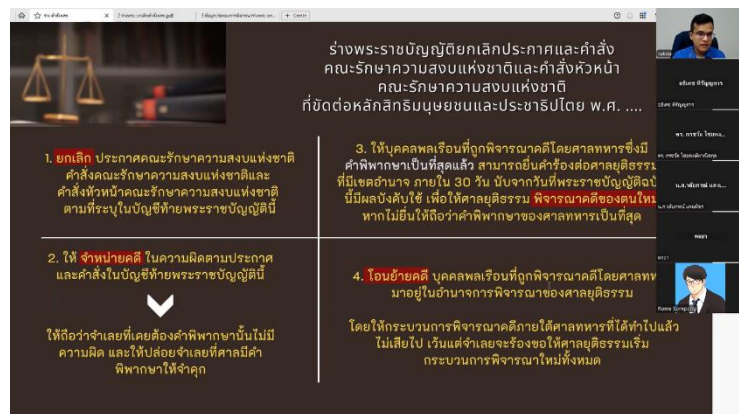 + Create
ร่างพระราชบัญญัติยกเลิกประกาศและคำสั่ง
คณะรักษาความสงบแห่งชาติและคำสั่งหัวหน้า
คณะรักษาความสงบแห่งชาติ
ที่ขัดต่อหลักสิทธิมนุษยชนและประชาธิปไตย พ.ศ. ....
1. ยกเลิก ประกาศคณะรักษาความสงบแห่งชาติ
คำสั่งคณะรักษาความสงบแห่งชาติและ
คำสั่งหัวหน้าคณะรักษาความสงบแห่งชาติ
ตามที่ระบุในบัญชีท้ายพระราชบัญญัตินี้
2. ให้ จำหน่ายคดี ในความผิดตามประกาศ
และคำสั่งในบัญชีท้ายพระราชบัญญัตินี้
ให้ถือว่าจำเลยที่เคยต้องคำพิพากษานั้นไม่มี
ความผิด และให้ปล่อยจำเลยที่ศาลมีคำ
พิพากษาให้จำคุก
3. ให้บุคคลพลเรือนที่ถูกพิจารณาคดีโดยศาลทหารซึ่งมี
คำพิพากษาเป็นที่สุดแล้ว สามารถยื่นคำร้องต่อศาลยุติธรรม
ที่มีเขตอำนาจ ภายใน 30 วัน นับจากวันที่พระราชบัญญัติฉบั
นี้มีผลบังคับใช้ เพื่อให้ศาลยุติธรรม พิจารณาคดีของตนใหม่
หากไม่ยื่นให้ถือว่าคำพิพากษาของศาลทหารเป็นที่สุด
4. โอนย้ายคดี บุคคลพลเรือนที่ถูกพิจารณาคดีโดยศาลทห
มาอยู่ในอำนาจการพิจารณาของศาลยุติธรรม
โดยให้กระบวนการพิจารณาคดีภายใต้ศาลทหารที่ได้ทำไปแล้ว
ไม่เสียไป เว้นแต่จำเลยจะร้องขอให้ศาลยุติธรรมเริ่ม
กระบวนการพิจารณาใหม่ทั้งหมด
อธิเทพ พิริญญการ
พงษา
Rame Sompong